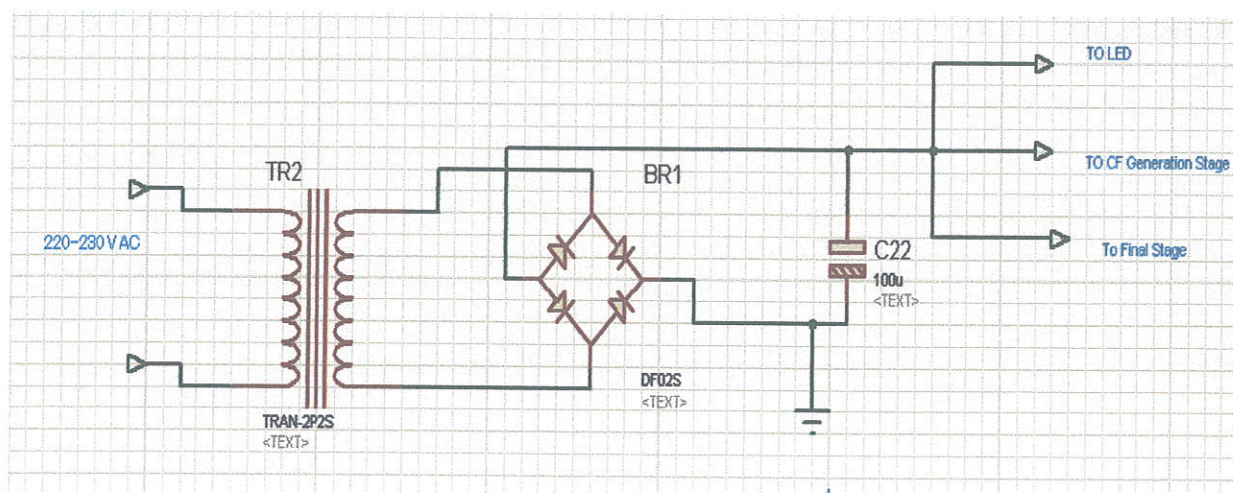 TO LED
TR2
BR1
TO CF Generation Stage
220-230 V AC
C22
To Final Stage
100u
<TEXT>
DF02S
<TEXT>
TRAN-2P2S
<TEXT>